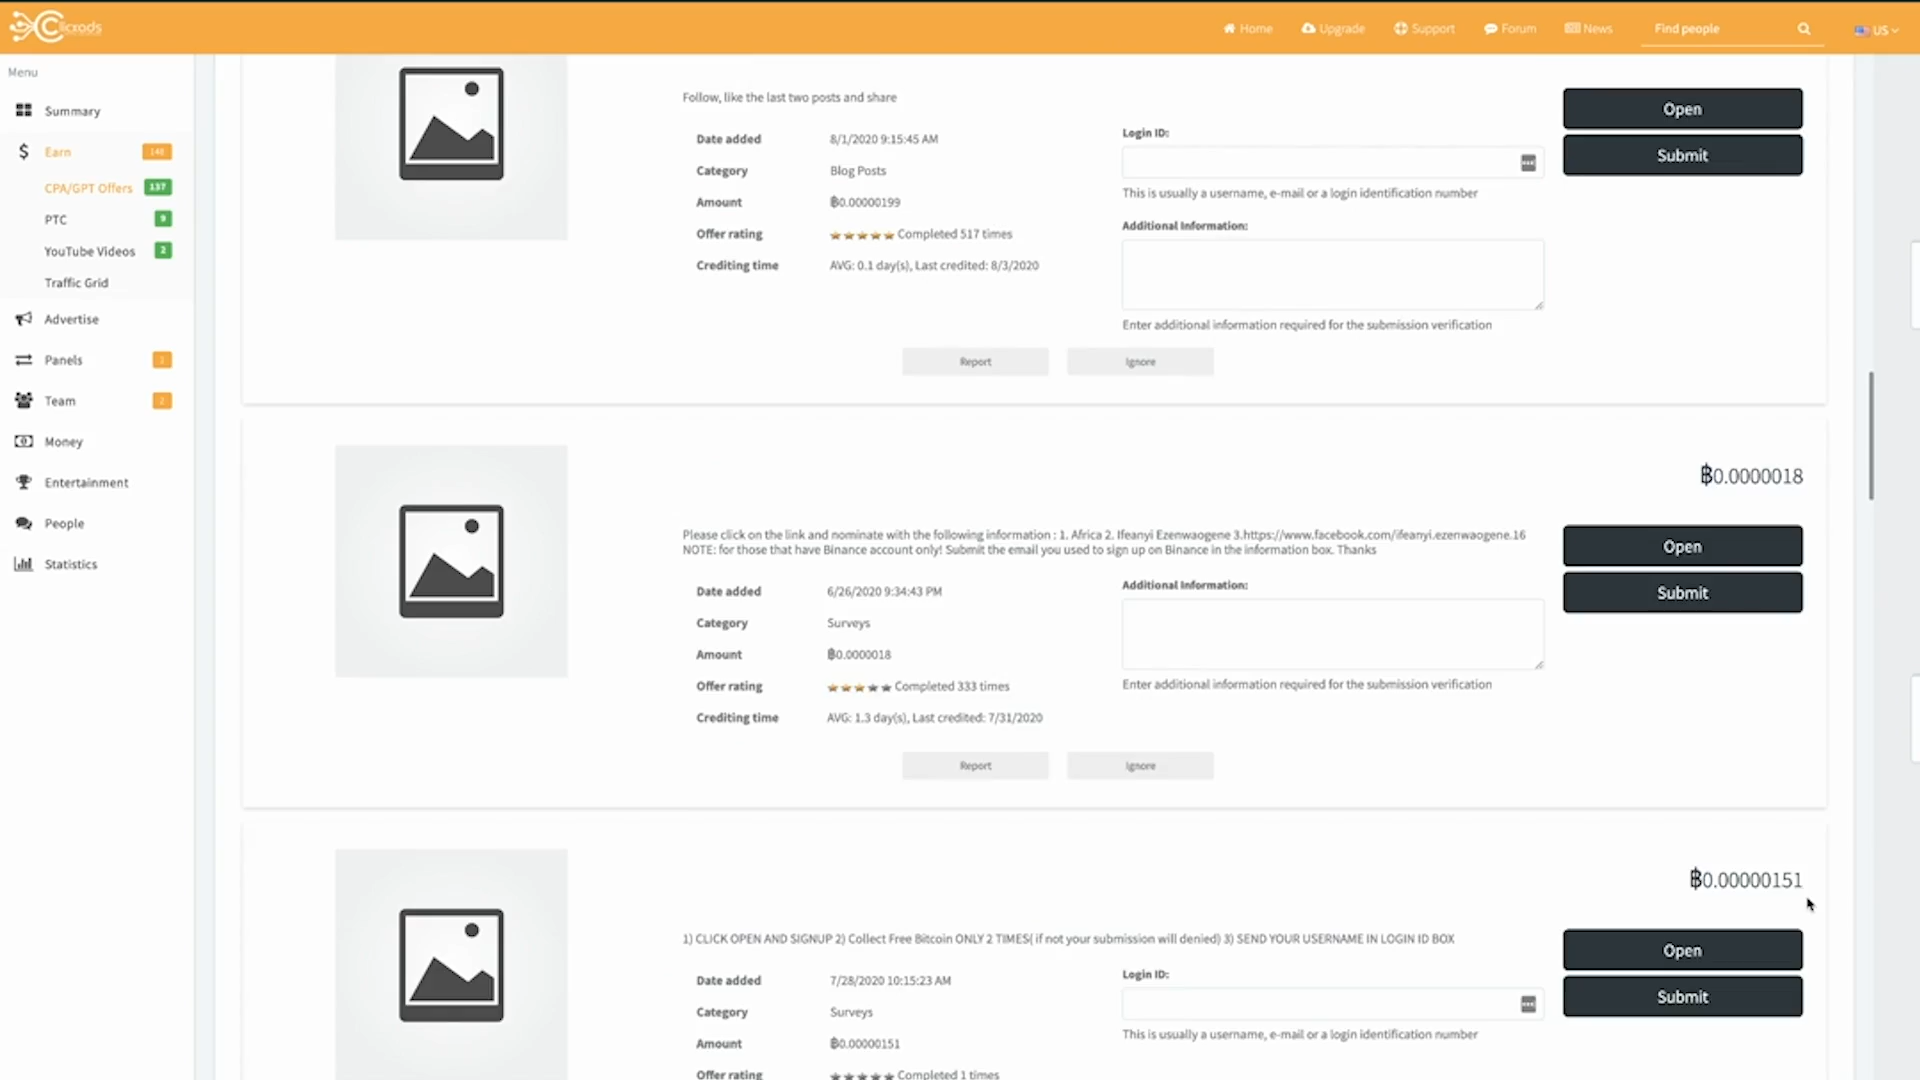 Clicxads
Home
Upgrade
Support
Forum
News
Find people
US
Menu
Summary
Earn
148
CPA/GPT Offers
137
PTC
9
YouTube Videos
2
Traffic Grid
Advertise
Panels
Team
2
Money
Entertainment
People
Statistics
Follow, like the last two posts and share
Date added 8/1/2020 9:15:45 AM
Category Blog Posts
Amount ฿0.00000199
Offer rating Completed 517 times
Crediting time AVG: 0.1 day(s), Last credited: 8/3/2020
Login ID:
This is usually a username, e-mail or a login identification number
Additional Information:
Enter additional information required for the submission verification
Open
Submit
Report
Ignore
฿0.0000018
Please click on the link and nominate with the following information : 1. Africa 2. Ifeanyi Ezenwaogene 3.https://www.facebook.com/ifeanyi.ezenwaogene.16
NOTE: for those that have Binance account only! Submit the email you used to sign up on Binance in the information box. Thanks
Date added 6/26/2020 9:34:43 PM
Category Surveys
Amount ฿0.0000018
Offer rating Completed 333 times
Crediting time AVG: 1.3 day(s), Last credited: 7/31/2020
Additional Information:
Enter additional information required for the submission verification
Open
Submit
Report
Ignore
฿0.00000151
1) CLICK OPEN AND SIGNUP 2) Collect Free Bitcoin ONLY 2 TIMES( if not your submission will denied) 3) SEND YOUR USERNAME IN LOGIN ID BOX
Date added 7/28/2020 10:15:23 AM
Category Surveys
Amount ฿0.00000151
Offer rating Completed 1 times
Login ID:
This is usually a username, e-mail or a login identification number
Open
Submit